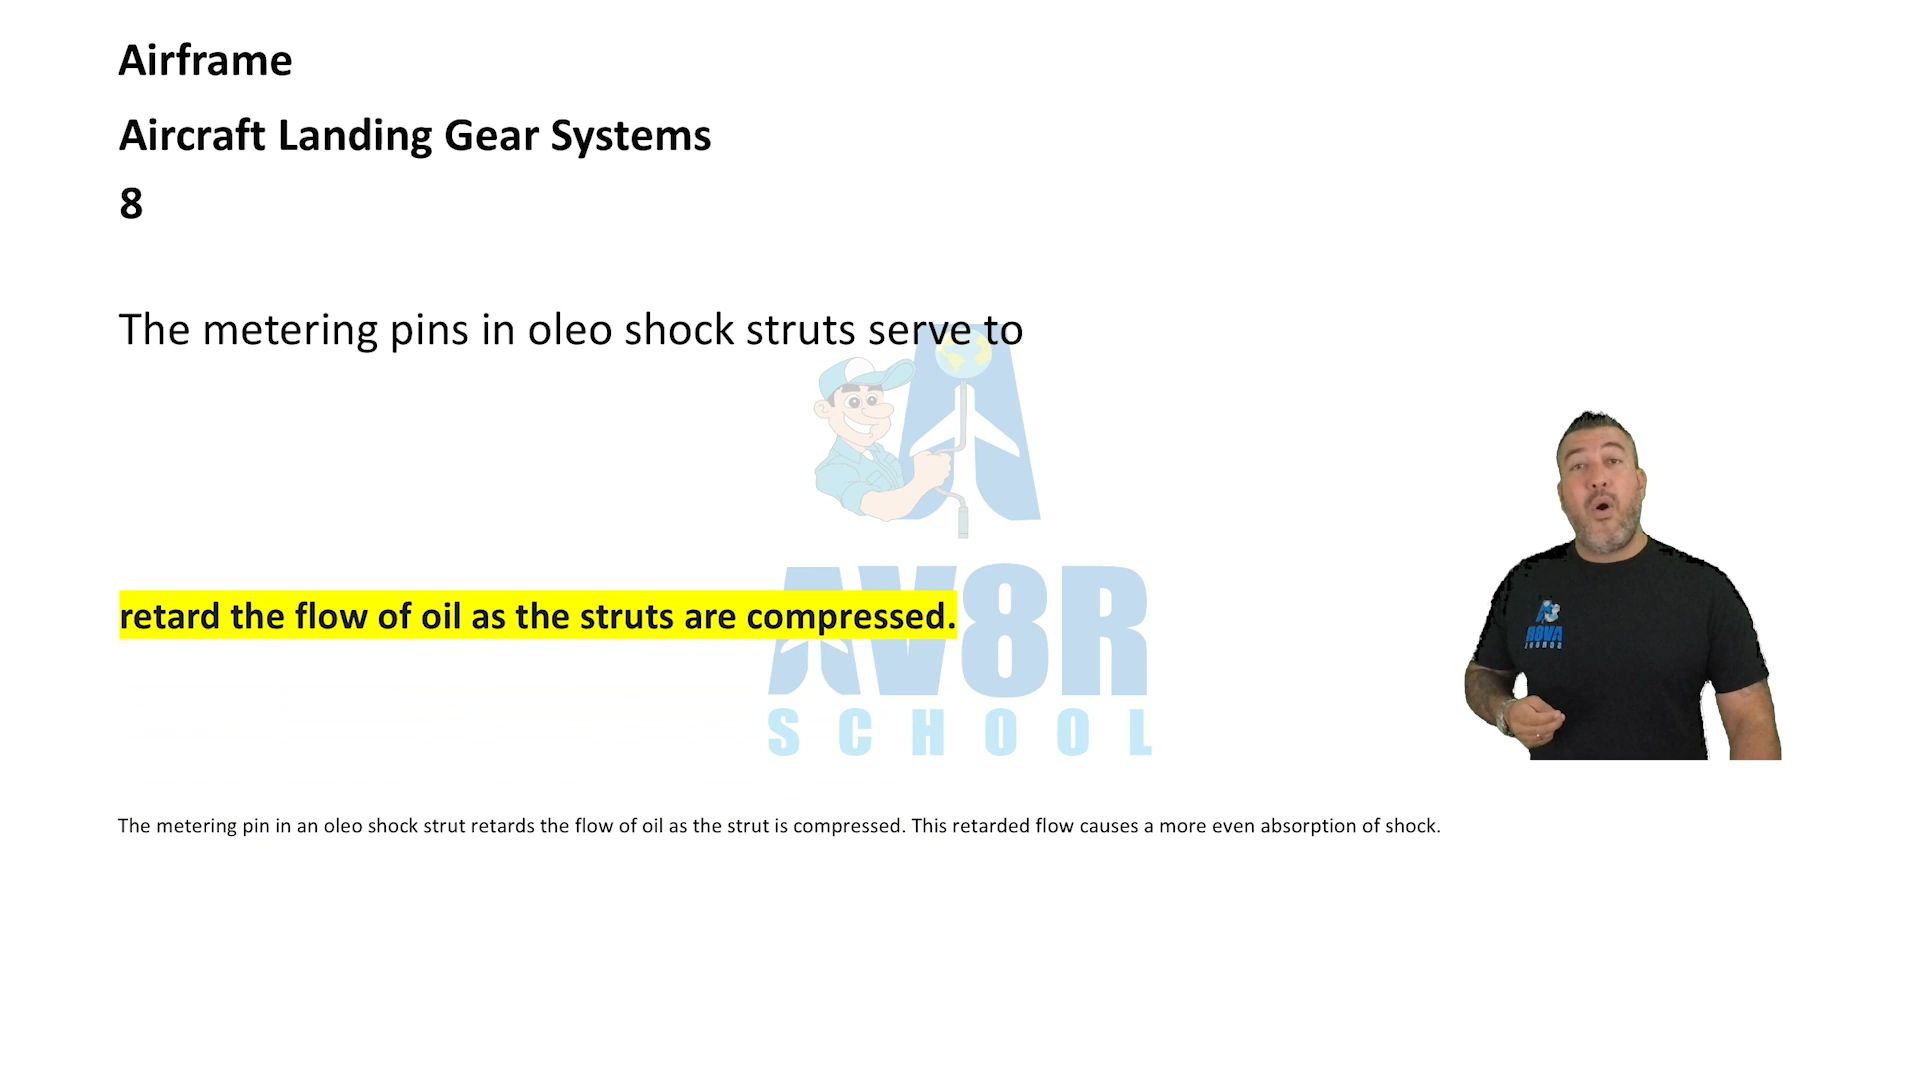 Airframe
Aircraft Landing Gear Systems
8
The metering pins in oleo shock struts serve to
retard the flow of oil as the struts are compressed.
AV8R
SCHOOL
The metering pin in an oleo shock strut retards the flow of oil as the strut is compressed. This retarded flow causes a more even absorption of shock.